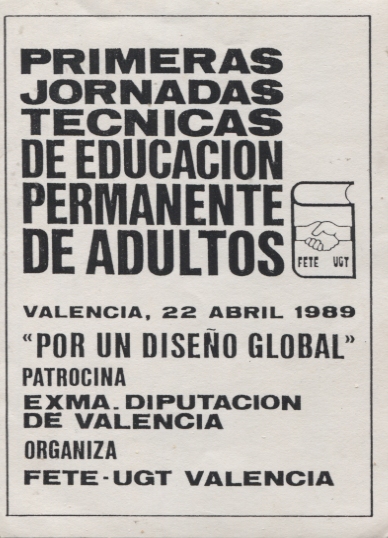 PRIMERAS
JORNADAS
TECNICAS
DE EDUCACION
PERMANENTE
DE ADULTOS
FETE UGT
VALENCIA, 22 ABRIL 1989
“POR UN DISEÑO GLOBAL”
PATROCINA
EXMA. DIPUTACION
DE VALENCIA
ORGANIZA
FETE-UGT VALENCIA